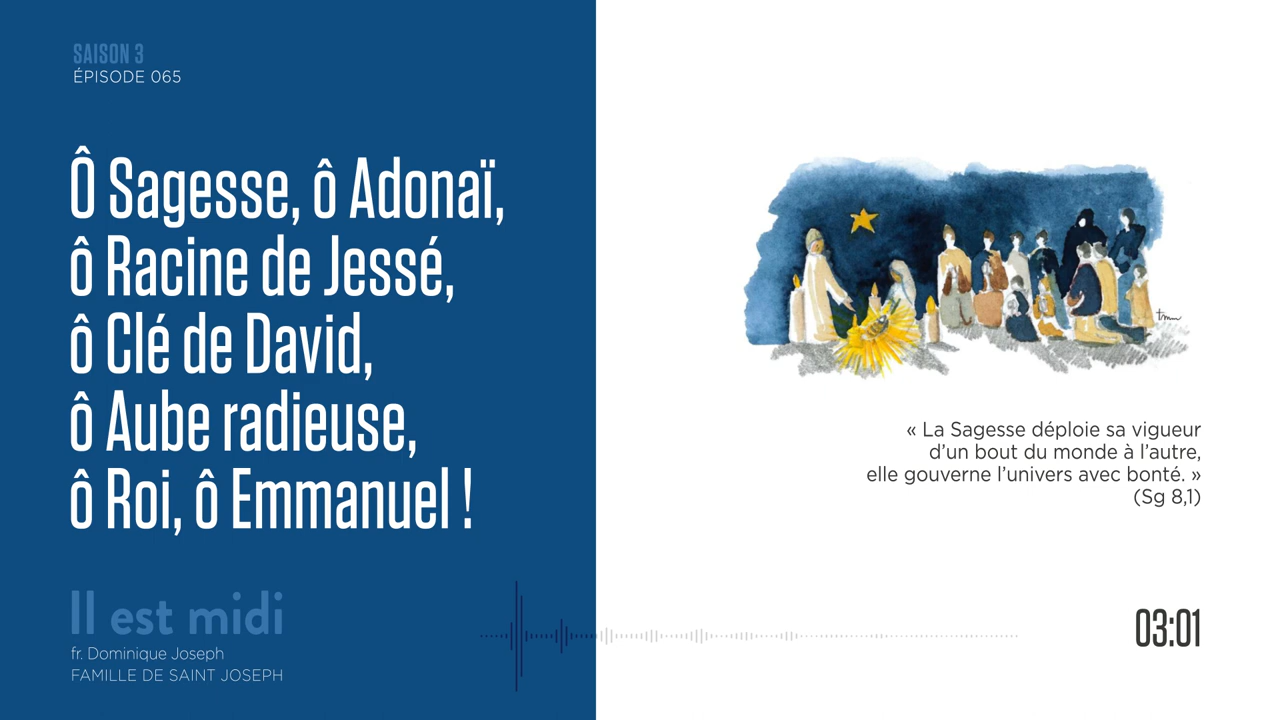 SAISON 3
ÉPISODE 065
Ô Sagesse, ô Adonaï,
ô Racine de Jessé,
ô Clé de David,
ô Aube radieuse,
ô Roi, ô Emmanuel !
Il est midi
fr. Dominique Joseph
FAMILLE DE SAINT JOSEPH
« La Sagesse déploie sa vigueur
d’un bout du monde à l’autre,
elle gouverne l’univers avec bonté. »
(Sg 8,1)
03:01